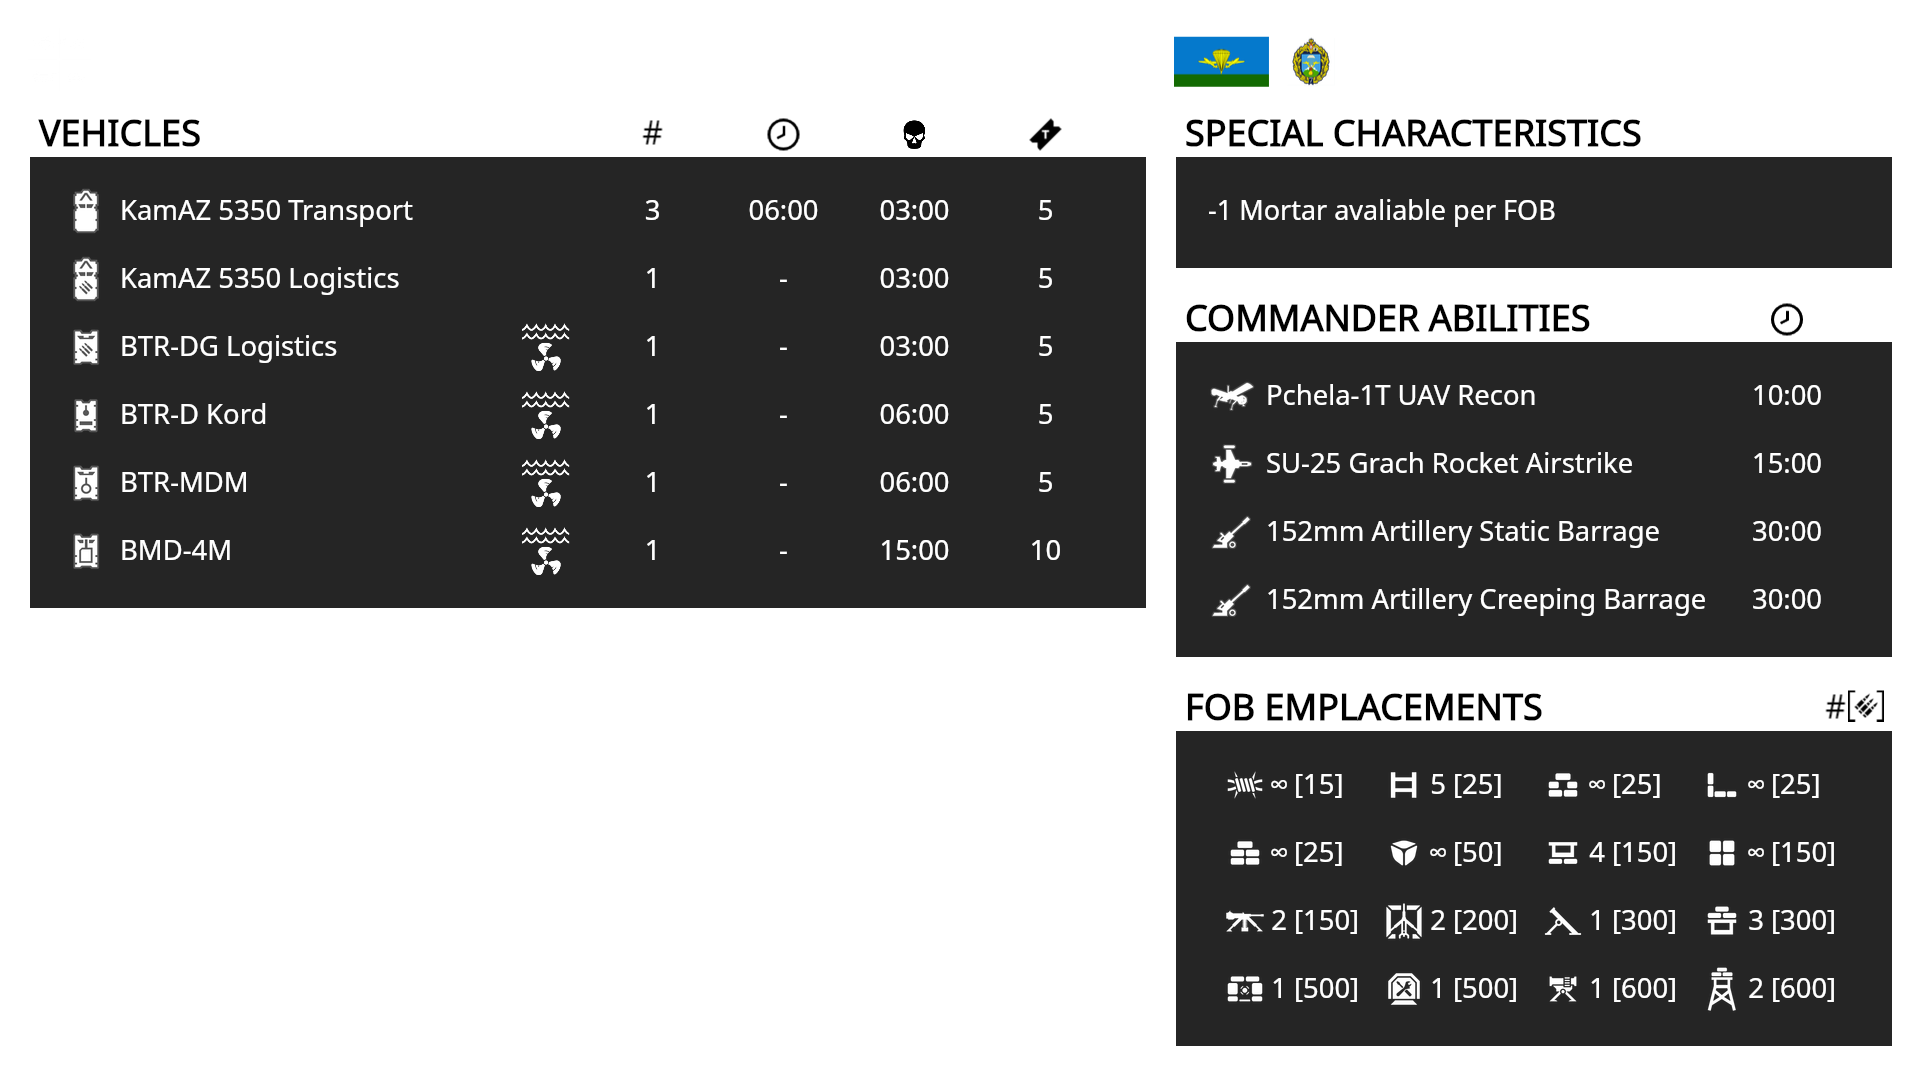 VEHICLES #
KamAZ 5350 Transport 3 06:00 03:00 5
KamAZ 5350 Logistics 1 - 03:00 5
BTR-DG Logistics 1 - 03:00 5
BTR-D Kord 1 - 06:00 5
BTR-MDM 1 - 06:00 5
BMD-4M 1 - 15:00 10
SPECIAL CHARACTERISTICS
-1 Mortar avaliable per FOB
COMMANDER ABILITIES
Pchela-1T UAV Recon 10:00
SU-25 Grach Rocket Airstrike 15:00
152mm Artillery Static Barrage 30:00
152mm Artillery Creeping Barrage 30:00
FOB EMPLACEMENTS #[]
∞ [15] 5 [25] ∞ [25] ∞ [25]
∞ [25] ∞ [50] 4 [150] ∞ [150]
2 [150] 2 [200] 1 [300] 3 [300]
1 [500] 1 [500] 1 [600] 2 [600]